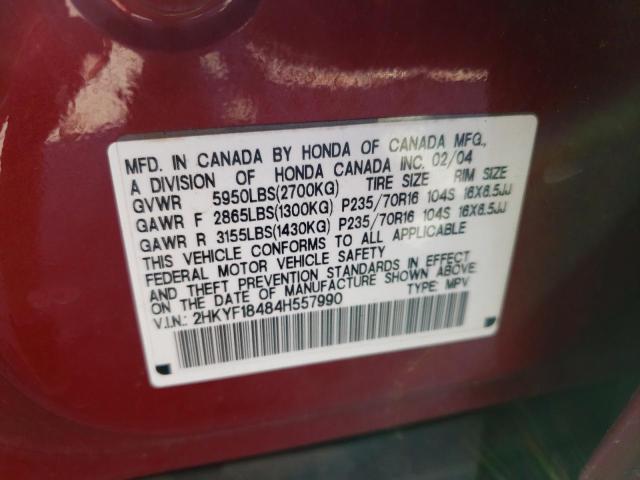 MFD. IN CANADA BY HONDA OF CANADA MFG.,
A DIVISION OF HONDA CANADA INC. 02/04
GVWR 5950LBS(2700KG) TIRE SIZE RIM SIZE
GAWR F 2865LBS(1300KG) P235/70R16 104S 16X6.5JJ
GAWR R 3155LBS(1430KG) P235/70R16 104S 16X6.5JJ
THIS VEHICLE CONFORMS TO ALL APPLICABLE
FEDERAL MOTOR VEHICLE SAFETY
AND THEFT PREVENTION STANDARDS IN EFFECT
ON THE DATE OF MANUFACTURE SHOWN ABOVE.
V.I.N.: 2HKYF18484H557990 TYPE: MPV